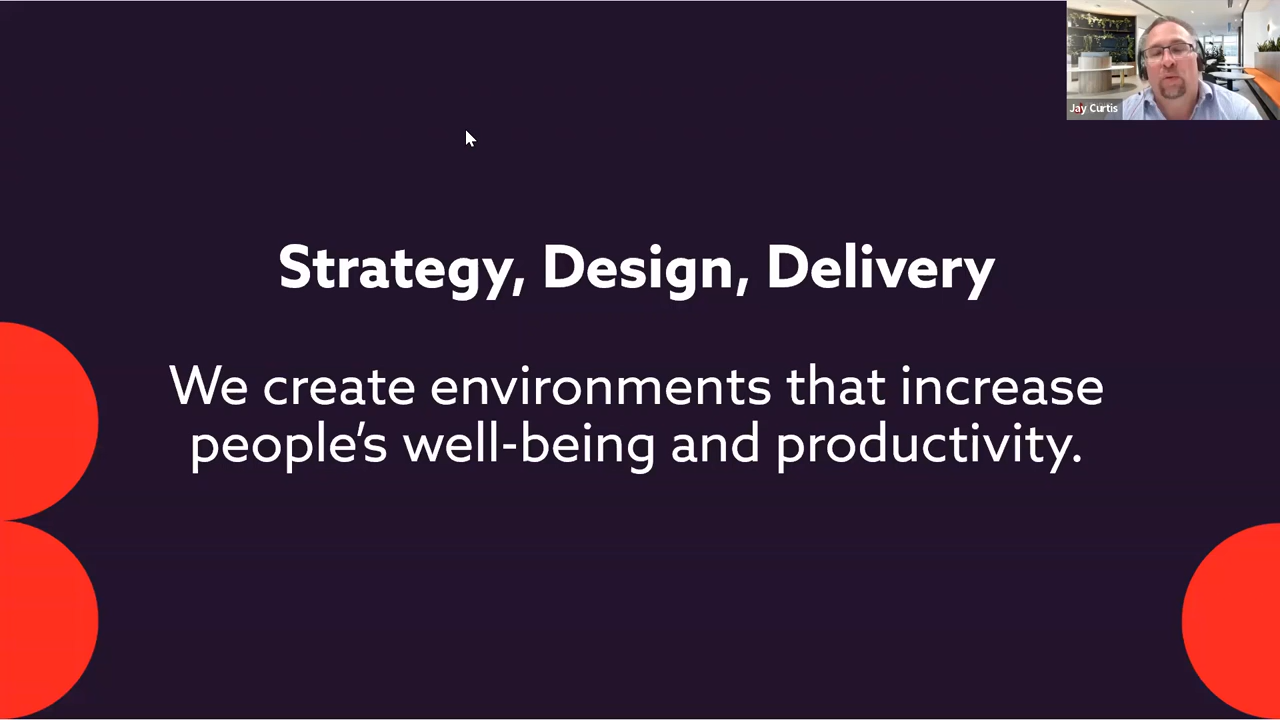 Jay Curtis
Strategy, Design, Delivery
We create environments that increase
people’s well-being and productivity.